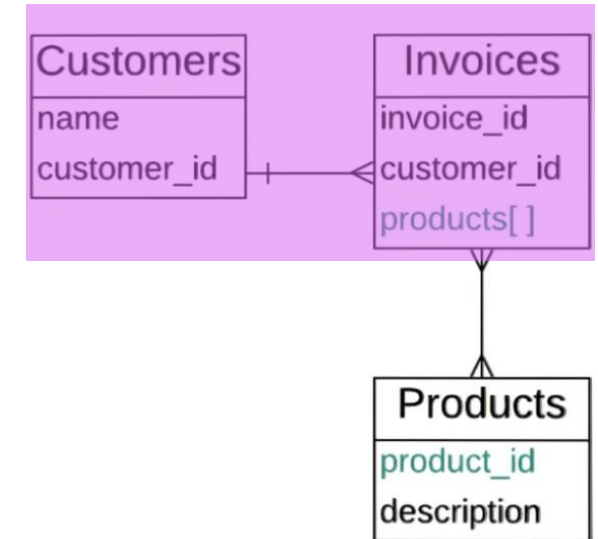 Customers
name
customer_id
Invoices
invoice_id
customer_id
products[ ]
Products
product_id
description